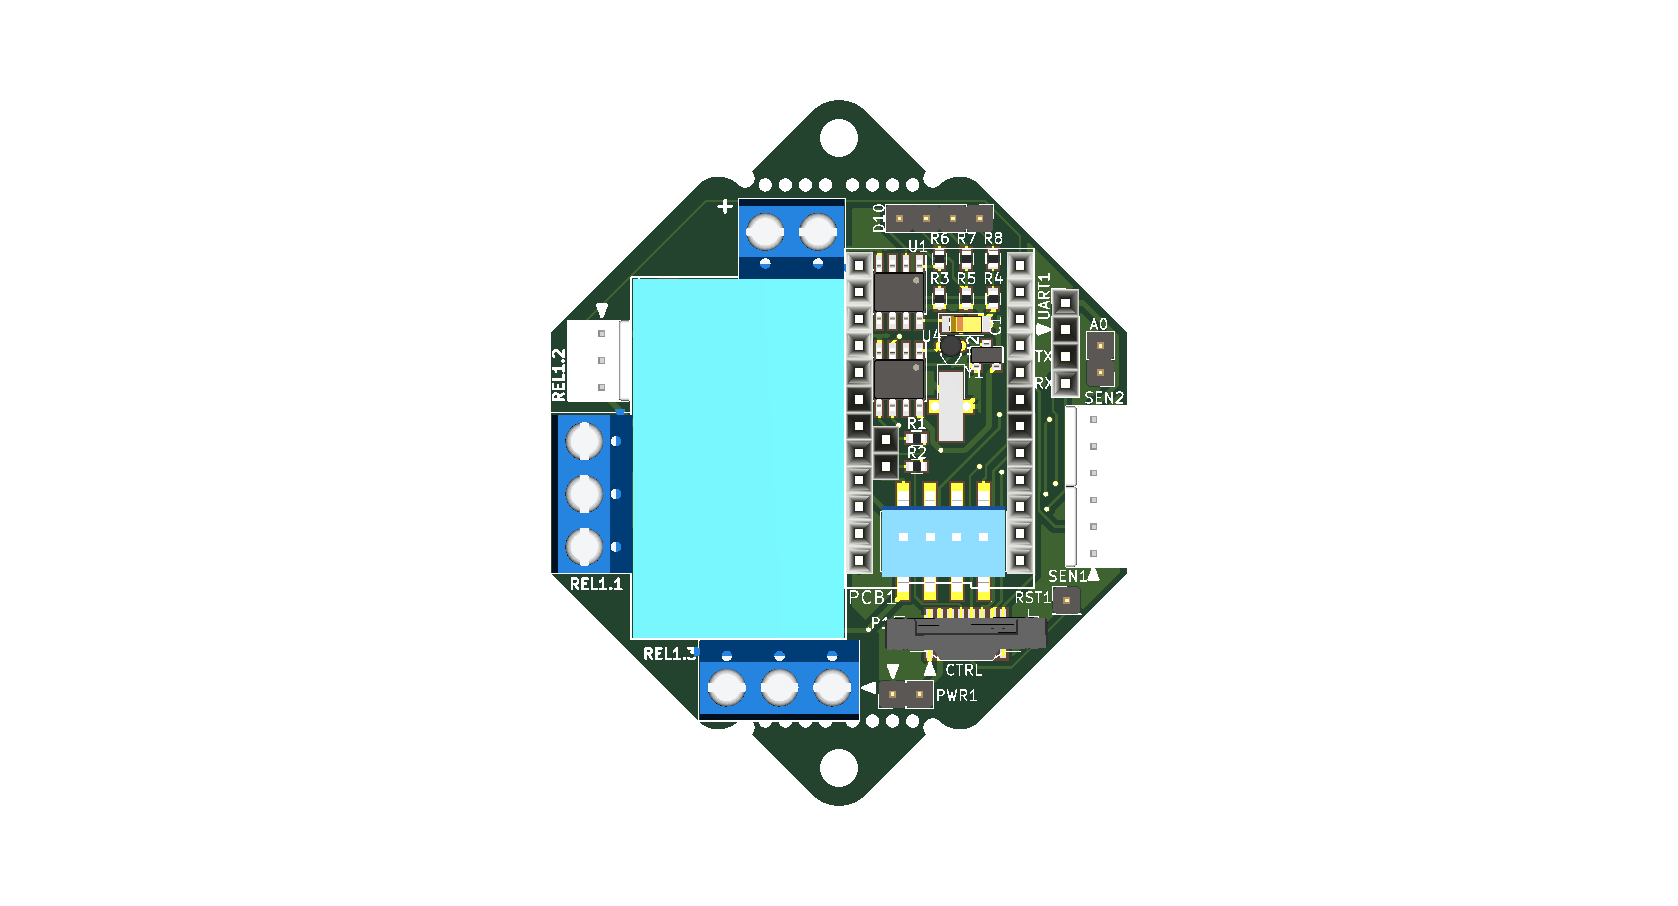 +
D10
R6 R7 R8
U1
R3 R5 R4
UART1
C1
A0
U4
TX
Y1
RX
REL1.2
SEN2
R1
R2
REL1.1
SEN1
PCB1
RST1
P1
REL1.3
CTRL
PWR1